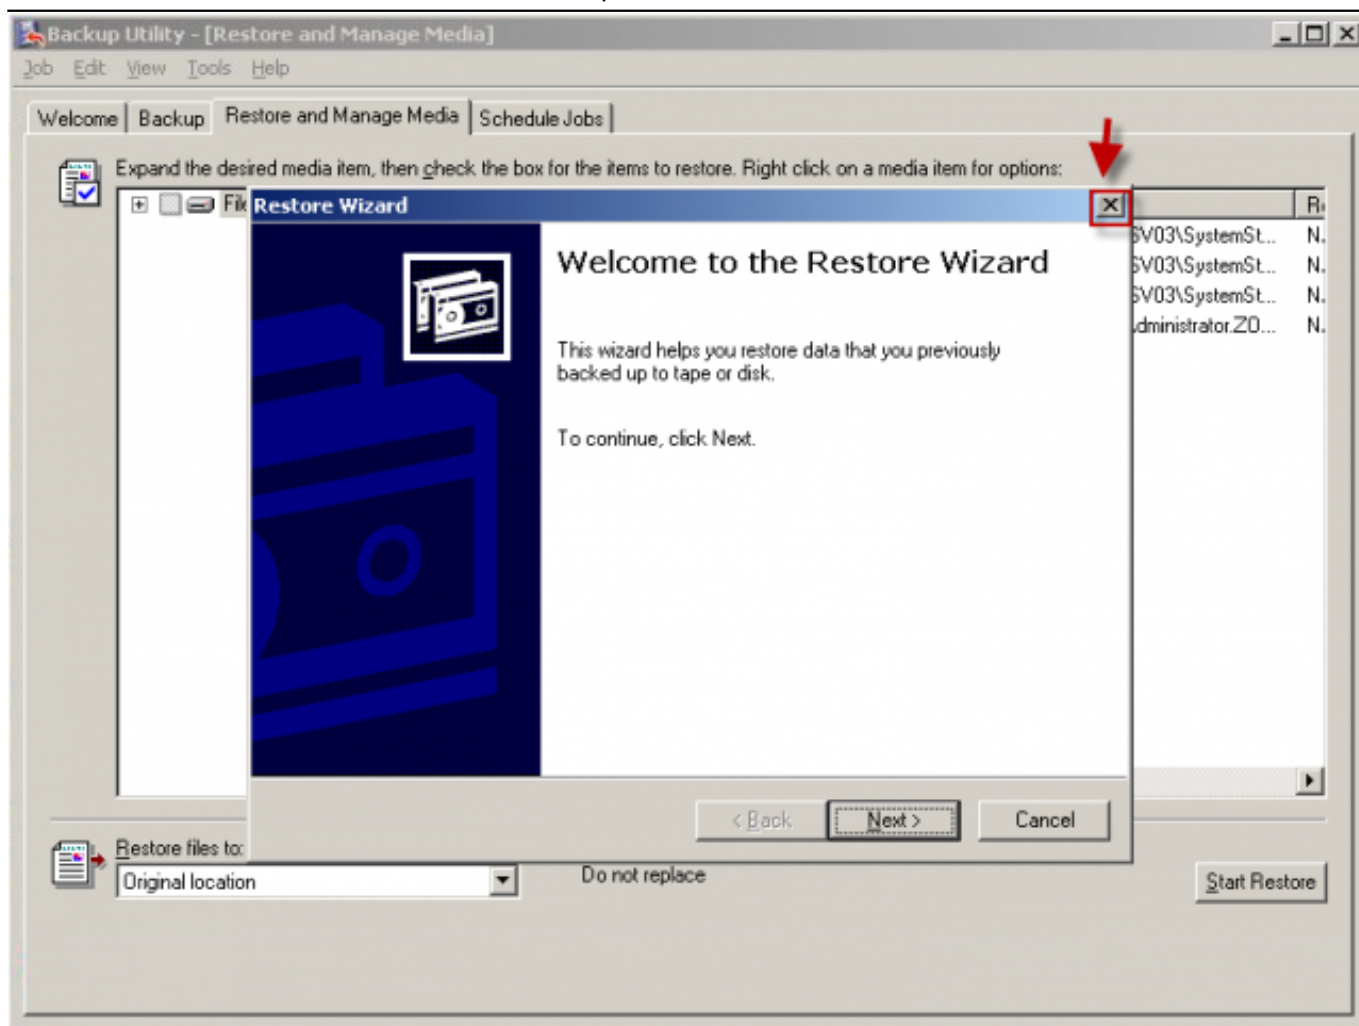 Backup Utility - [Restore and Manage Media]
Job Edit View Tools Help
Welcome Backup Restore and Manage Media Schedule Jobs
Expand the desired media item, then check the box for the items to restore. Right click on a media item for options:
Restore Wizard
Welcome to the Restore Wizard
This wizard helps you restore data that you previously
backed up to tape or disk.
To continue, click Next.
SV03\SystemSt... N.
SV03\SystemSt... N.
SV03\SystemSt... N.
dministrator.ZO... N.
< Back Next > Cancel
Restore files to:
Original location
Do not replace
Start Restore